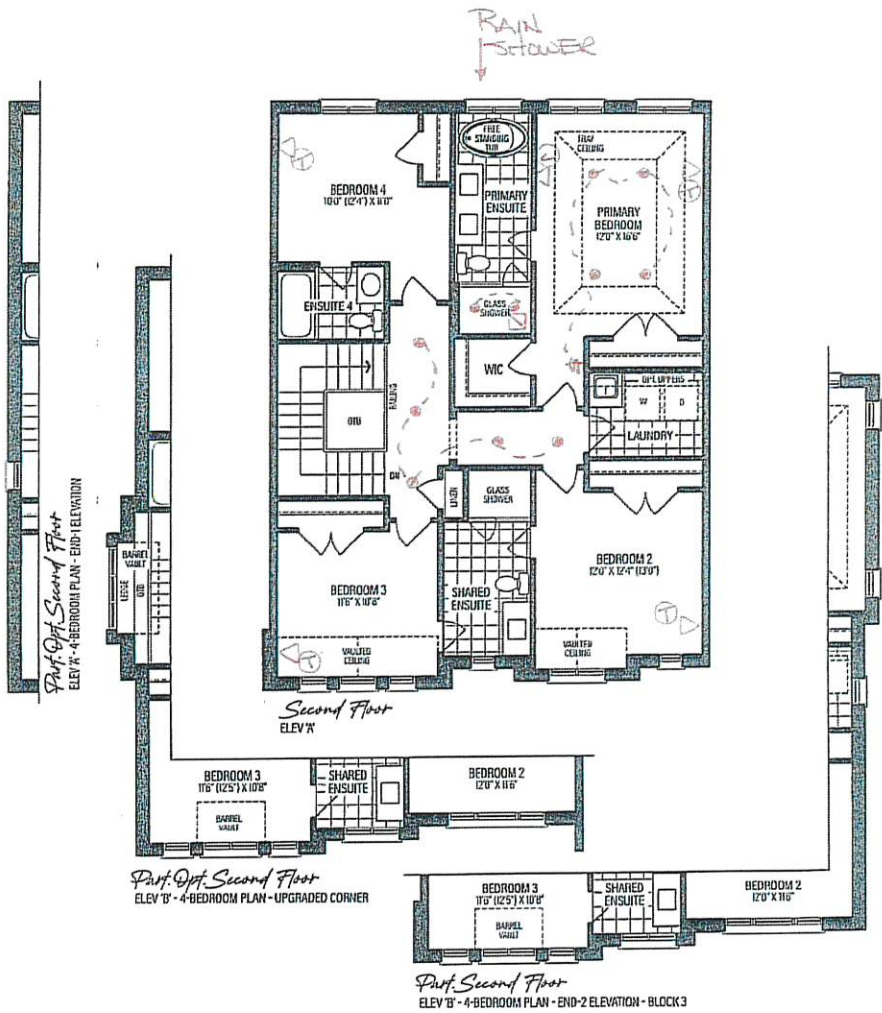 RAIN
SHOWER
FREE
STANDING
TUB
TRAY
CEILING
BEDROOM 4
10'0" (12'4") X 11'0"
PRIMARY
ENSUITE
PRIMARY
BEDROOM
12'0" X 16'6"
T
T
ENSUITE 4
GLASS
SHOWER
WIC
OPT. UPPERS
W
D
LAUNDRY
RAILING
OTB
DN
LINEN
GLASS
SHOWER
BEDROOM 3
11'6" X 10'8"
SHARED
ENSUITE
BEDROOM 2
12'0" X 12'4" (13'0")
T
VAULTED
CEILING
T
VAULTED
CEILING
Second Floor
ELEV 'A'
Part. Opt. Second Floor
ELEV 'A' - 4-BEDROOM PLAN - END-1 ELEVATION
BARREL
VAULT
LEDGE
OTB
BEDROOM 3
11'6" (12'5") X 10'8"
BARREL
VAULT
SHARED
ENSUITE
BEDROOM 2
12'0" X 11'6"
Part. Opt. Second Floor
ELEV 'B' - 4-BEDROOM PLAN - UPGRADED CORNER
BEDROOM 3
11'6" (12'5") X 10'8"
BARREL
VAULT
SHARED
ENSUITE
BEDROOM 2
12'0" X 11'6"
Part. Second Floor
ELEV 'B' - 4-BEDROOM PLAN - END-2 ELEVATION - BLOCK 3